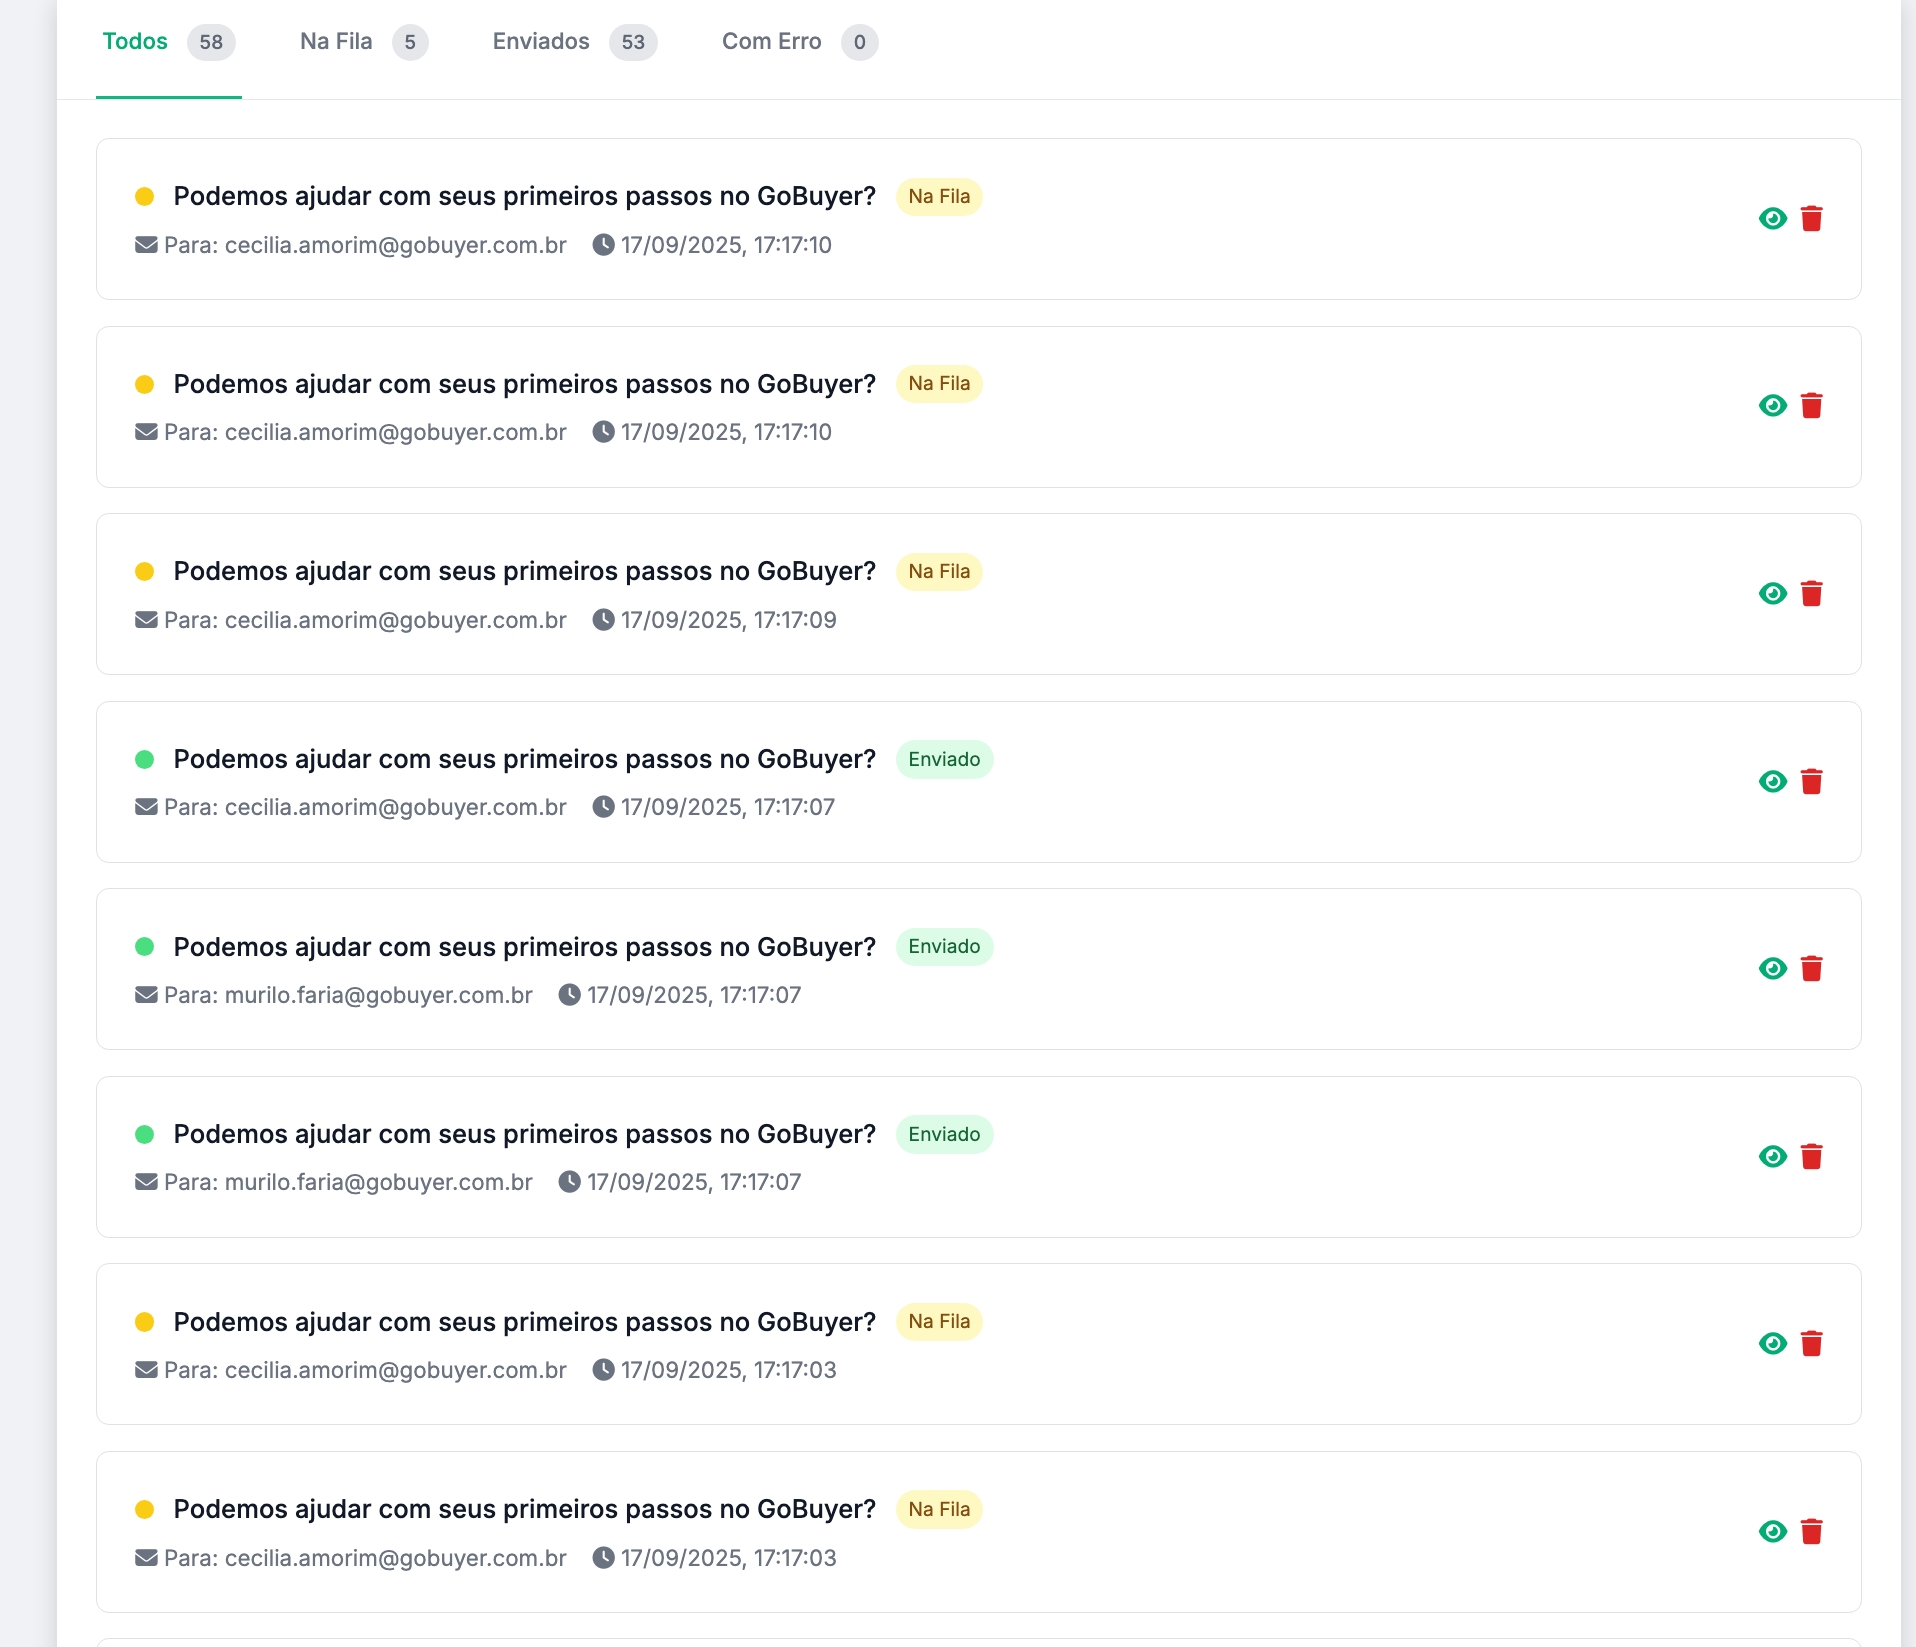 Todos 58 Na Fila 5 Enviados 53 Com Erro 0
Podemos ajudar com seus primeiros passos no GoBuyer? Na Fila
Para: cecilia.amorim@gobuyer.com.br 17/09/2025, 17:17:10
Podemos ajudar com seus primeiros passos no GoBuyer? Na Fila
Para: cecilia.amorim@gobuyer.com.br 17/09/2025, 17:17:10
Podemos ajudar com seus primeiros passos no GoBuyer? Na Fila
Para: cecilia.amorim@gobuyer.com.br 17/09/2025, 17:17:09
Podemos ajudar com seus primeiros passos no GoBuyer? Enviado
Para: cecilia.amorim@gobuyer.com.br 17/09/2025, 17:17:07
Podemos ajudar com seus primeiros passos no GoBuyer? Enviado
Para: murilo.faria@gobuyer.com.br 17/09/2025, 17:17:07
Podemos ajudar com seus primeiros passos no GoBuyer? Enviado
Para: murilo.faria@gobuyer.com.br 17/09/2025, 17:17:07
Podemos ajudar com seus primeiros passos no GoBuyer? Na Fila
Para: cecilia.amorim@gobuyer.com.br 17/09/2025, 17:17:03
Podemos ajudar com seus primeiros passos no GoBuyer? Na Fila
Para: cecilia.amorim@gobuyer.com.br 17/09/2025, 17:17:03